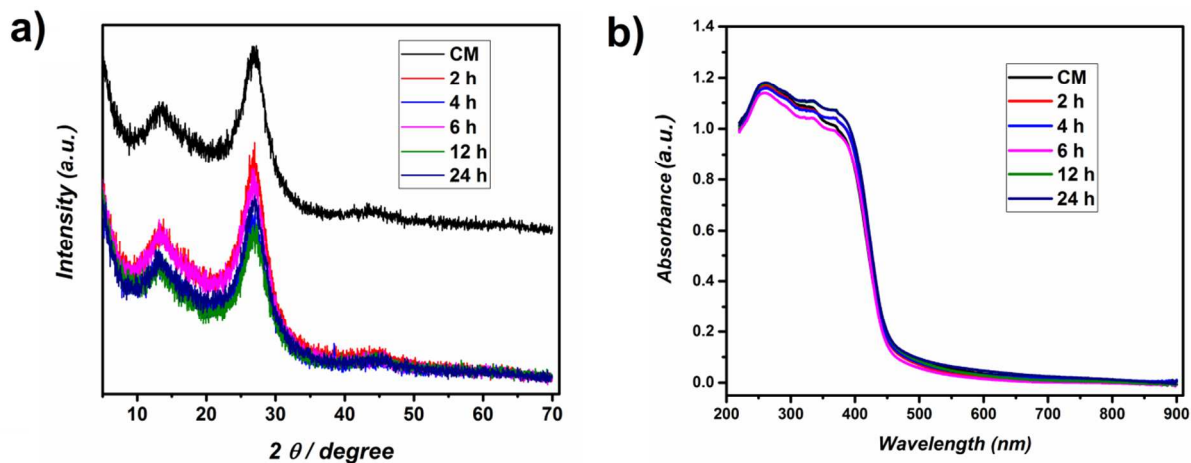 a)
Intensity (a.u.)
CM
2 h
4 h
6 h
12 h
24 h
10 20 30 40 50 60 70
2 θ / degree
b)
Absorbance (a.u.)
1.4
1.2
1.0
0.8
0.6
0.4
0.2
0.0
CM
2 h
4 h
6 h
12 h
24 h
200 300 400 500 600 700 800 900
Wavelength (nm)